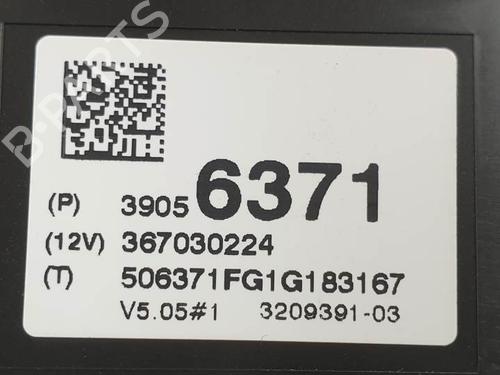 B-PARTS
(P) 3905 6371
(12V) 367030224
(T) 506371FG1G183167
V5.05#1 3209391-03